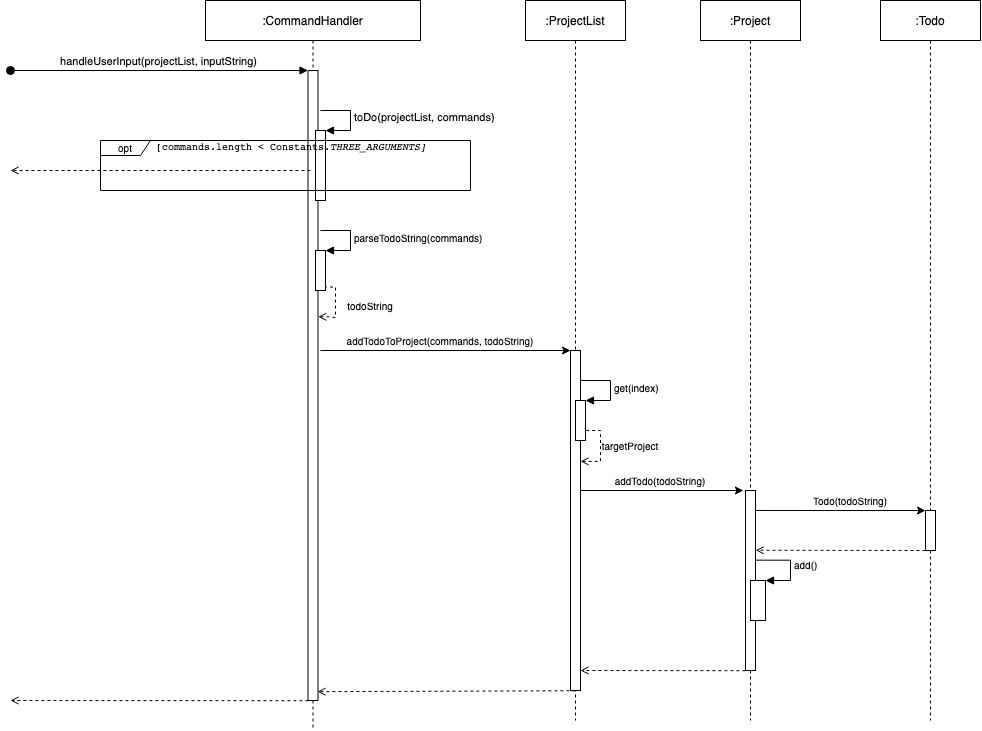 :CommandHandler
:ProjectList
:Project
:Todo
handleUserInput(projectList, inputString)
toDo(projectList, commands)
opt
[commands.length < Constants.THREE_ARGUMENTS]
parseTodoString(commands)
todoString
addTodoToProject(commands, todoString)
get(index)
targetProject
addTodo(todoString)
Todo(todoString)
add()